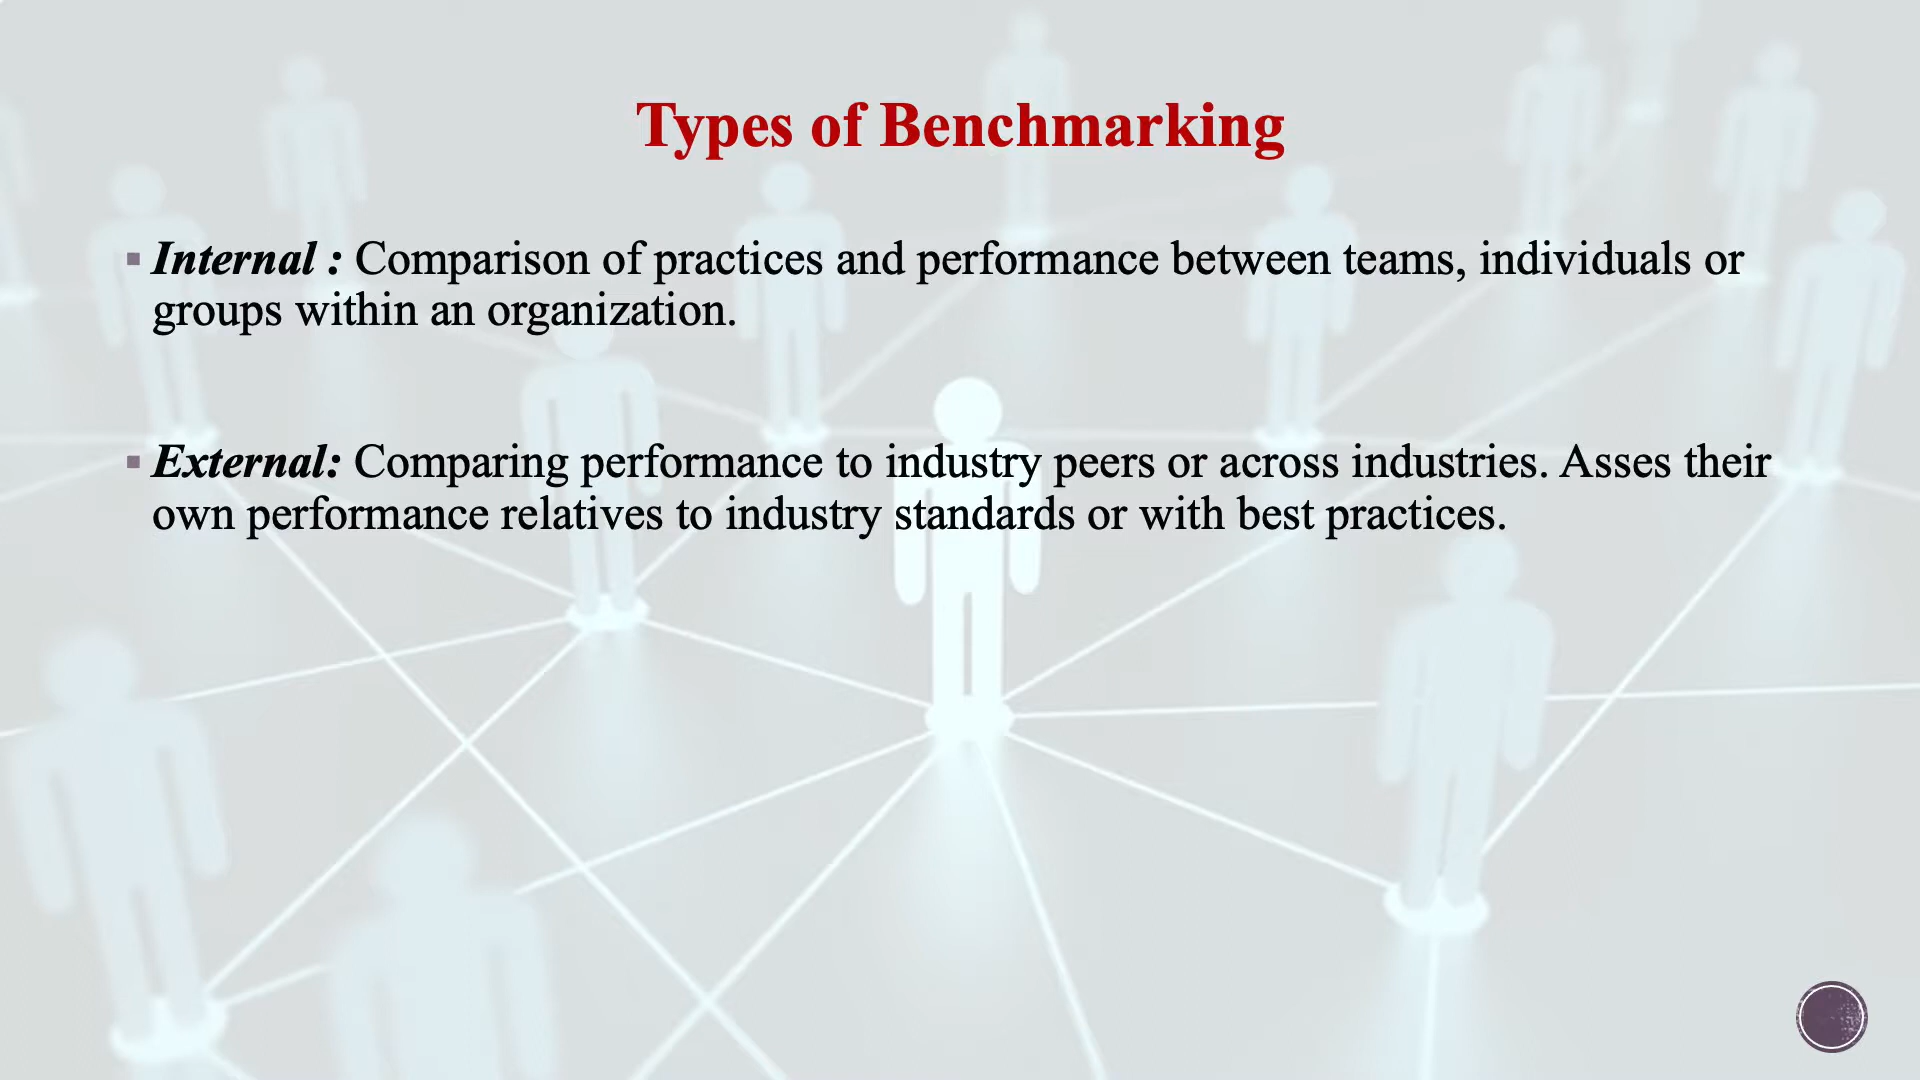 Types of Benchmarking
▪ Internal : Comparison of practices and performance between teams, individuals or
groups within an organization.
▪ External: Comparing performance to industry peers or across industries. Asses their
own performance relatives to industry standards or with best practices.